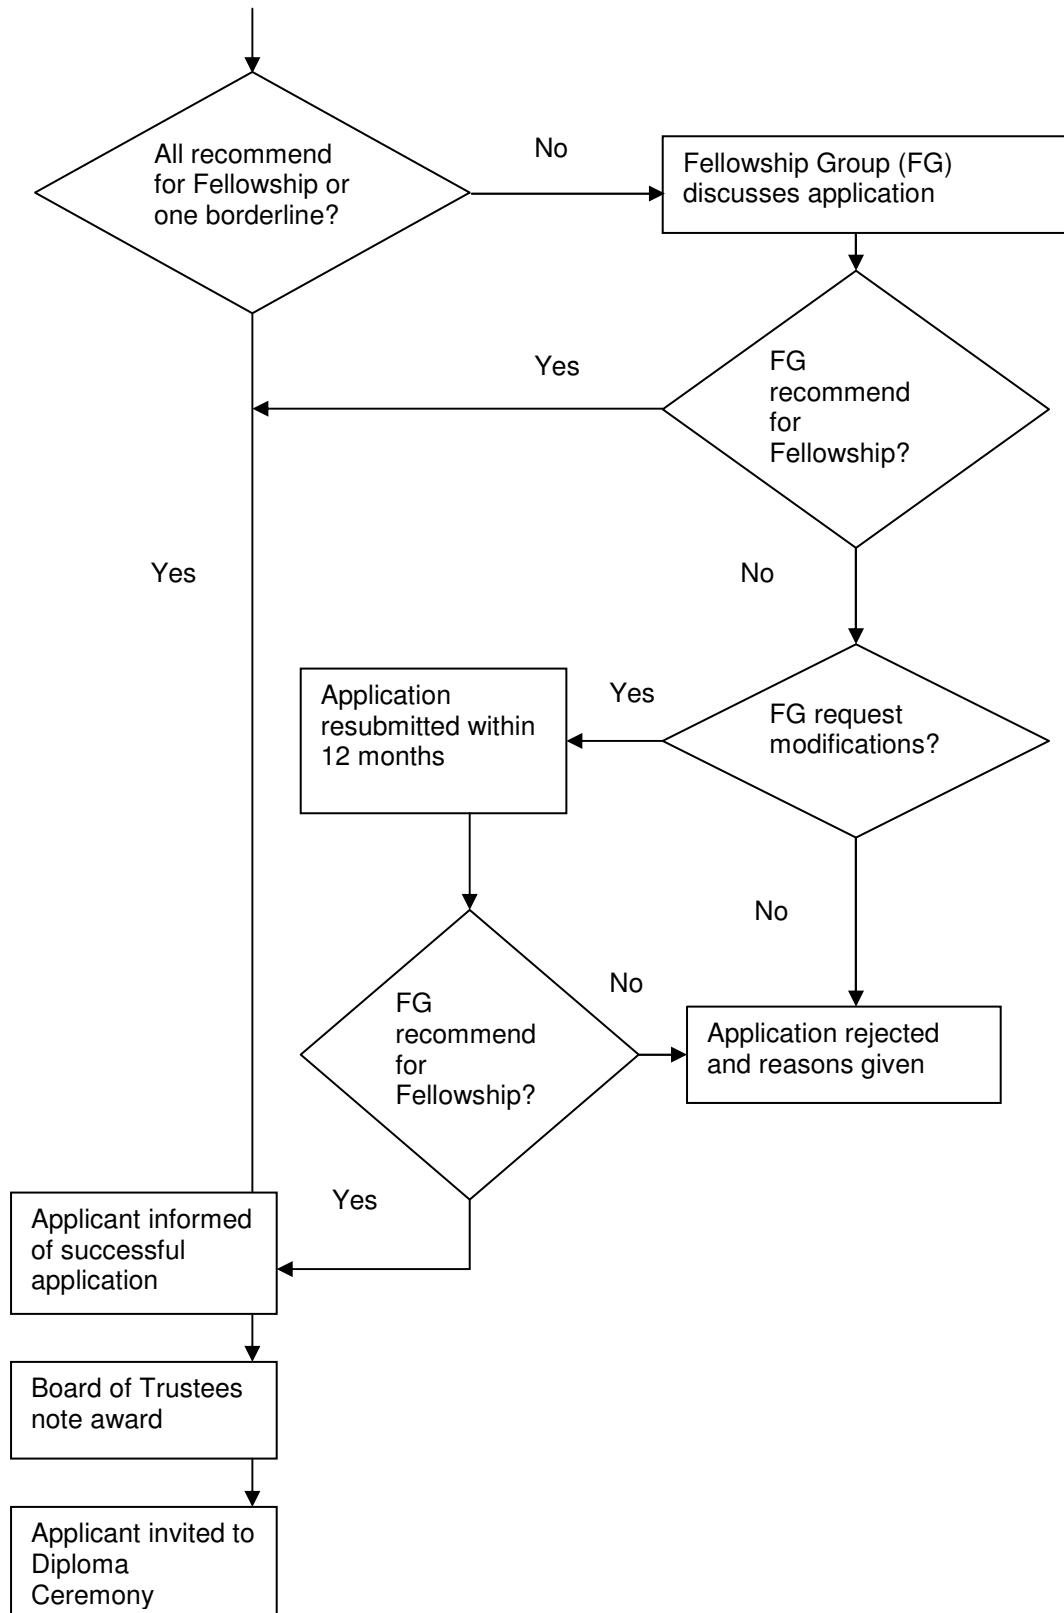 All recommend
for Fellowship or
one borderline?
No
Fellowship Group (FG)
discusses application
Yes
FG
recommend
for
Fellowship?
Yes
No
Application
resubmitted within
12 months
Yes
FG request
modifications?
No
FG
recommend
for
Fellowship?
No
Application rejected
and reasons given
Yes
Applicant informed
of successful
application
Board of Trustees
note award
Applicant invited to
Diploma
Ceremony